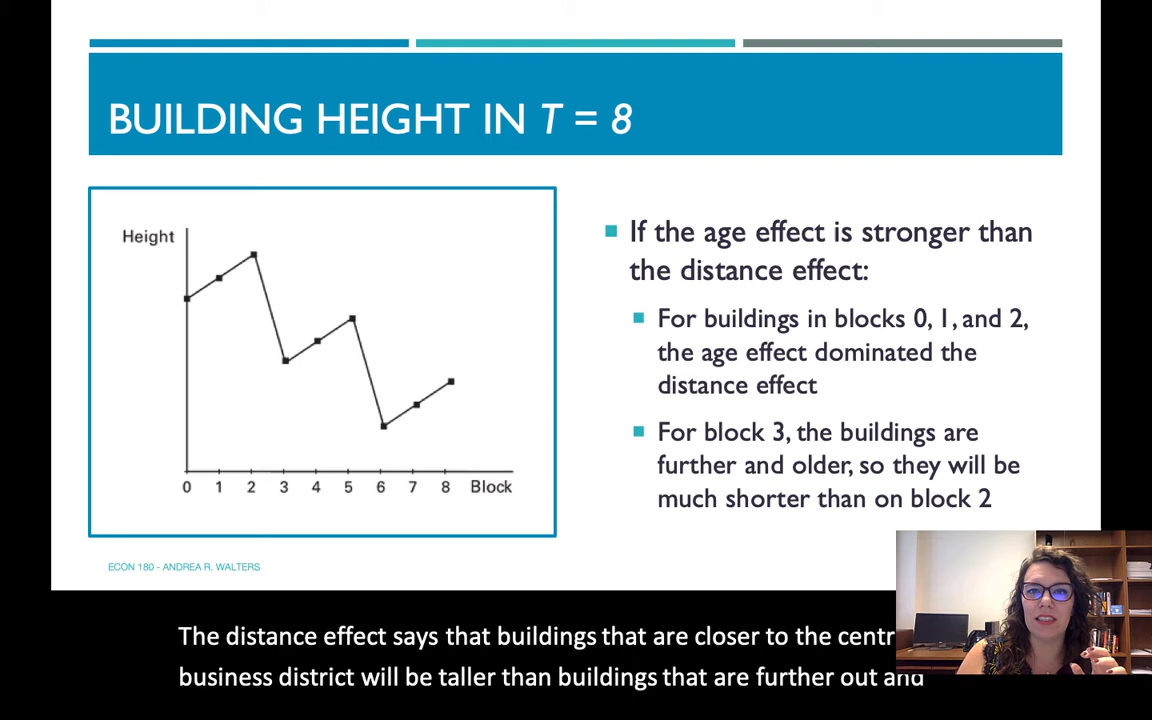 BUILDING HEIGHT IN T = 8
Height
0 1 2 3 4 5 6 7 8 Block
If the age effect is stronger than
the distance effect:
For buildings in blocks 0, 1, and 2,
the age effect dominated the
distance effect
For block 3, the buildings are
further and older, so they will be
much shorter than on block 2
ECON 180 - ANDREA R. WALTERS
The distance effect says that buildings that are closer to the centr
business district will be taller than buildings that are further out and